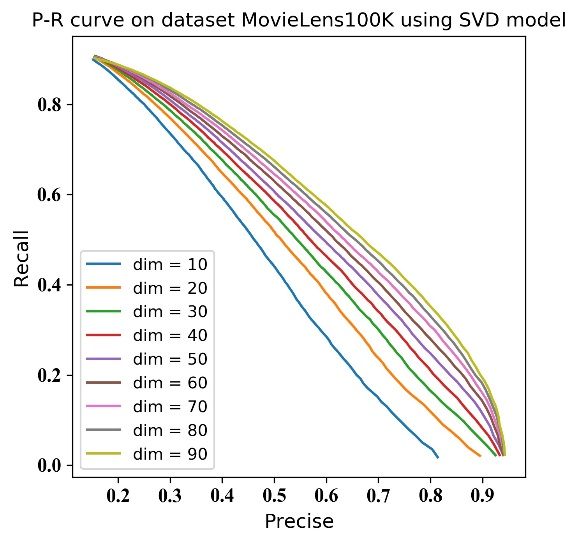 P-R curve on dataset MovieLens100K using SVD model
Recall
0.8
0.6
0.4
0.2
0.0
dim = 10
dim = 20
dim = 30
dim = 40
dim = 50
dim = 60
dim = 70
dim = 80
dim = 90
0.2 0.3 0.4 0.5 0.6 0.7 0.8 0.9
Precise